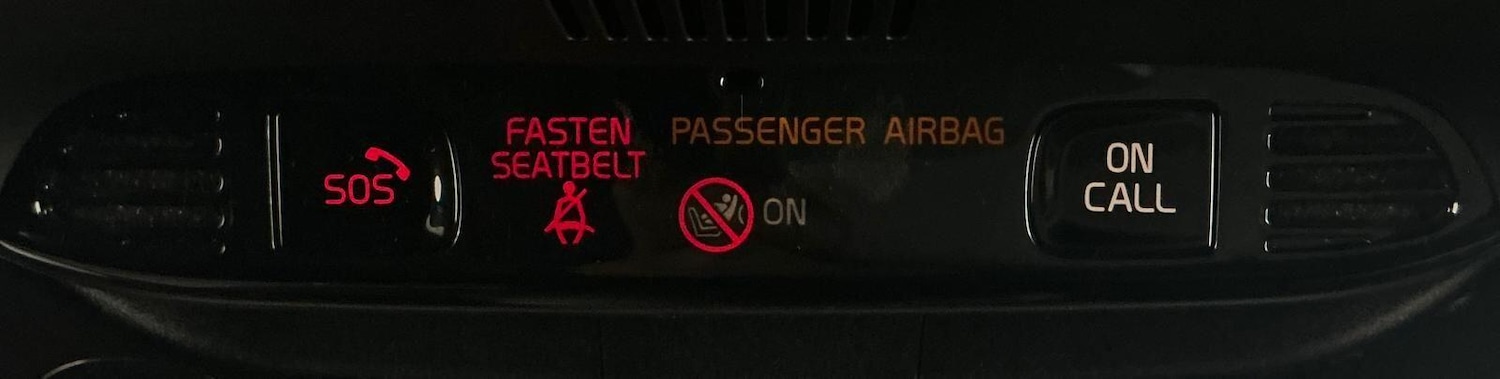 SOS
FASTEN
SEATBELT
PASSENGER AIRBAG
ON
ON
CALL